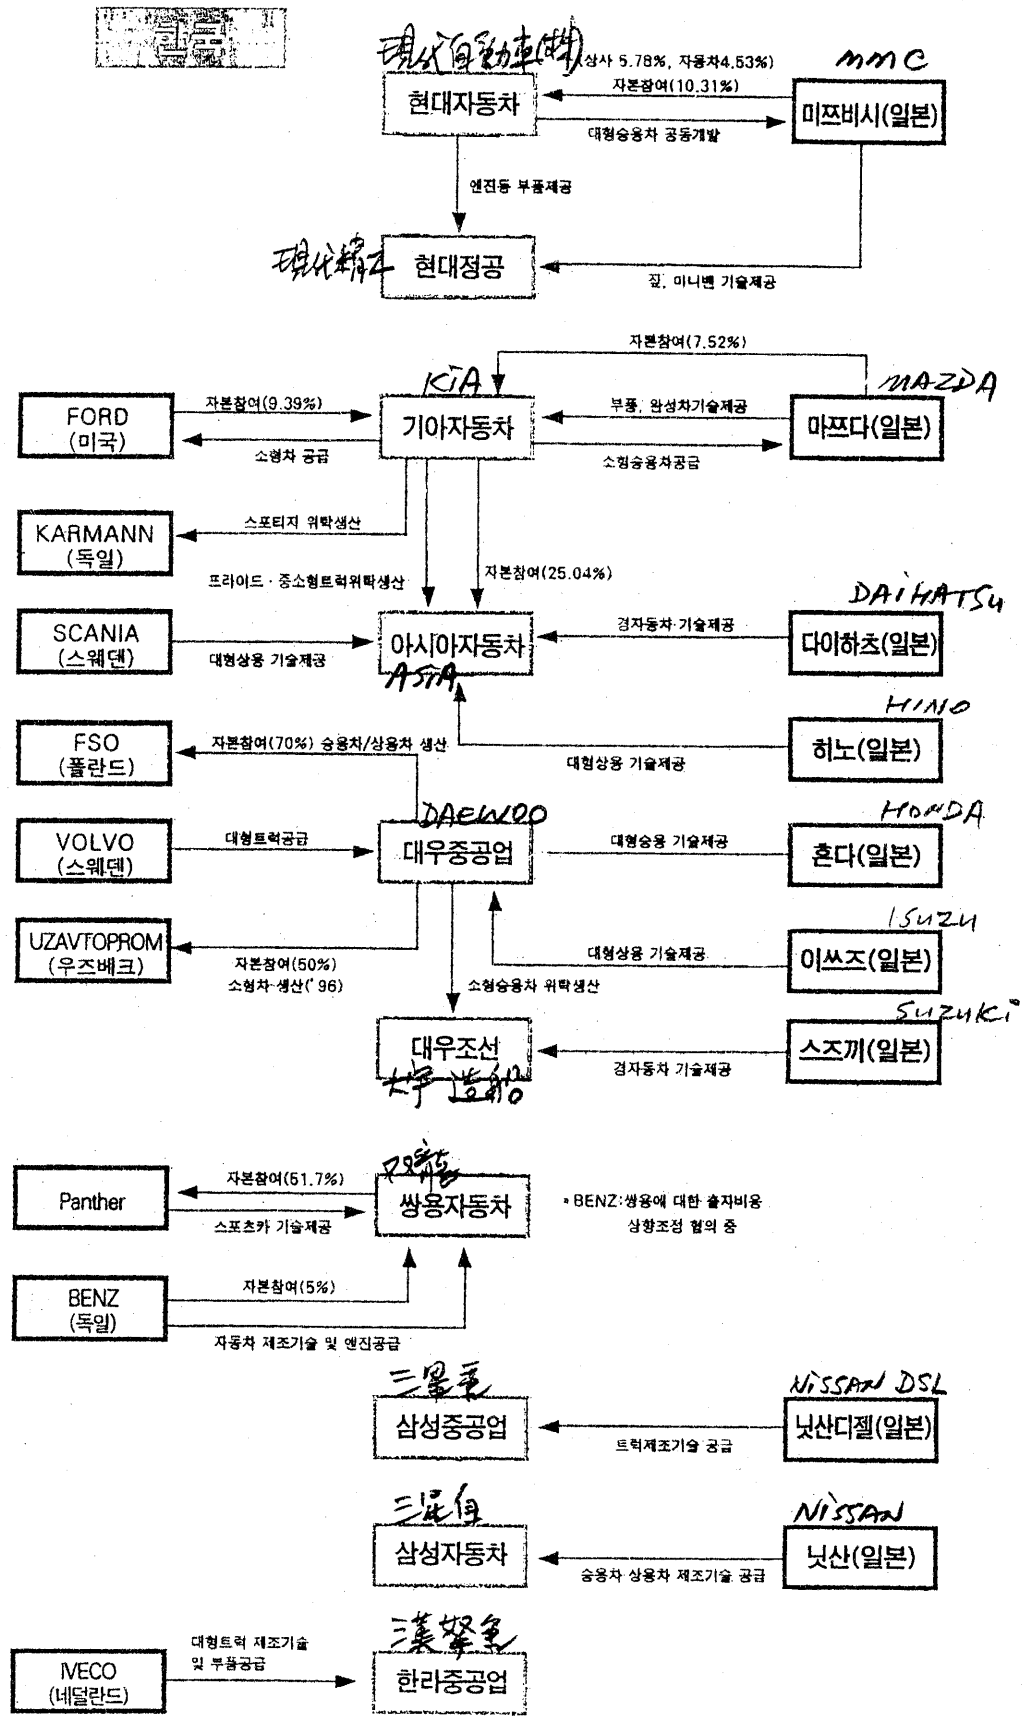 한국
現代自動車(株)
(상사 5.78%, 자동차4.53%)
MMC
현대자동차
자본참여(10.31%)
미쯔비시(일본)
대형승용차 공동개발
엔진등 부품제공
現代精工
현대정공
짚, 미니밴 기술제공
자본참여(7.52%)
KiA
MAZDA
FORD
(미국)
자본참여(9.39%)
소형차 공급
기아자동차
부품, 완성차기술제공
소형승용차공급
마쯔다(일본)
KARMANN
(독일)
스포티지 위탁생산
프라이드·중소형트럭위탁생산
자본참여(25.04%)
DAiHATSu
SCANIA
(스웨덴)
대형상용 기술제공
아시아자동차
ASiA
경자동차 기술제공
다이하츠(일본)
HINO
FSO
(폴란드)
자본참여(70%) 승용차/상용차 생산
대형상용 기술제공
히노(일본)
DAEWOO
HONDA
VOLVO
(스웨덴)
대형트럭공급
대우중공업
대형승용 기술제공
혼다(일본)
ISUZU
UZAVTOPROM
(우즈베크)
자본참여(50%)
소형차 생산('96)
소형승용차 위탁생산
대형상용 기술제공
이쓰즈(일본)
SUZUKi
대우조선
大宇 造船
경자동차 기술제공
스즈끼(일본)
双龍
Panther
자본참여(51.7%)
스포츠카 기술제공
쌍용자동차
* BENZ:쌍용에 대한 출자비용
상향조정 협의 중
BENZ
(독일)
자본참여(5%)
자동차 제조기술 및 엔진공급
三星重
NiSSAN DSL
삼성중공업
트럭제조기술 공급
닛산디젤(일본)
三星自
NiSSAN
삼성자동차
승용차 상용차 제조기술 공급
닛산(일본)
IVECO
(네덜란드)
대형트럭 제조기술
및 부품공급
한라중공업